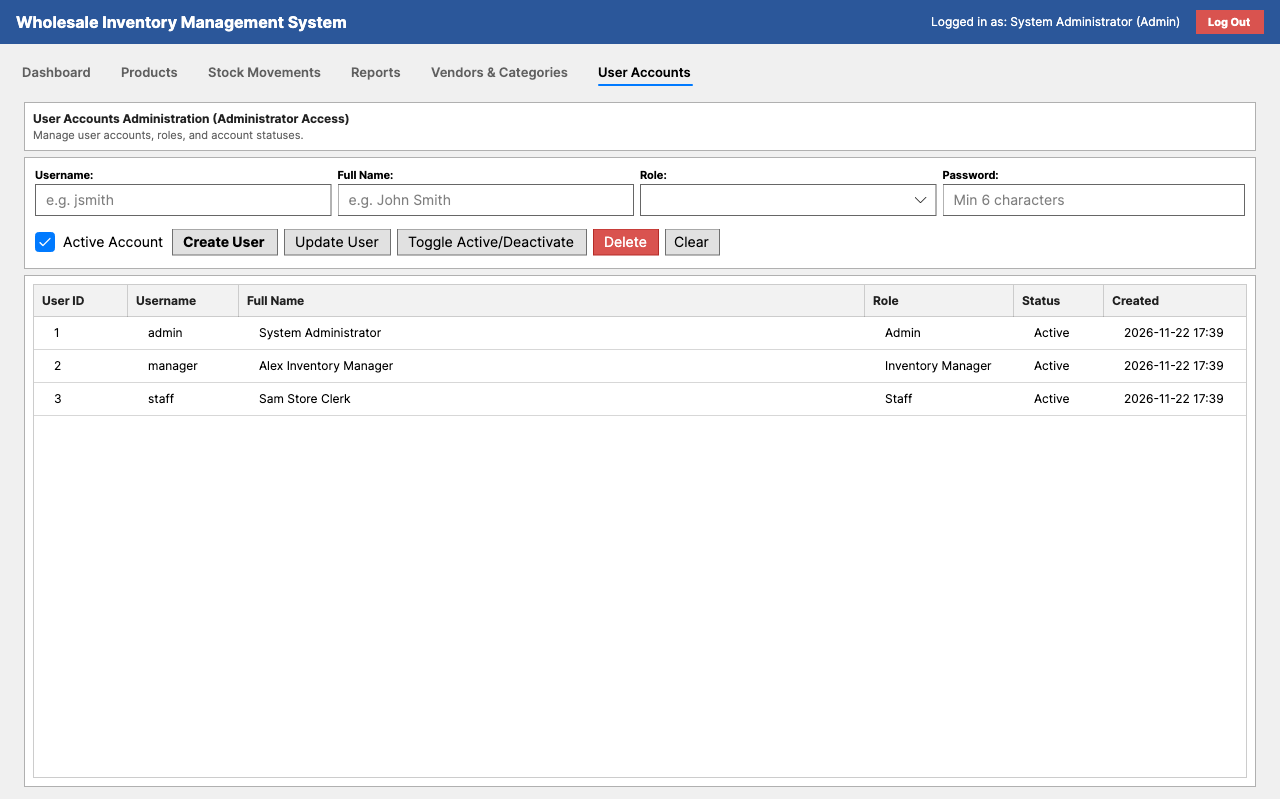 Wholesale Inventory Management System
Logged in as: System Administrator (Admin)
Log Out
Dashboard
Products
Stock Movements
Reports
Vendors & Categories
User Accounts
User Accounts Administration (Administrator Access)
Manage user accounts, roles, and account statuses.
Username:
Full Name:
Role:
Password:
e.g. jsmith
e.g. John Smith
Min 6 characters
Active Account
Create User
Update User
Toggle Active/Deactivate
Delete
Clear
User ID Username Full Name Role Status Created
1 admin System Administrator Admin Active 2026-11-22 17:39
2 manager Alex Inventory Manager Inventory Manager Active 2026-11-22 17:39
3 staff Sam Store Clerk Staff Active 2026-11-22 17:39